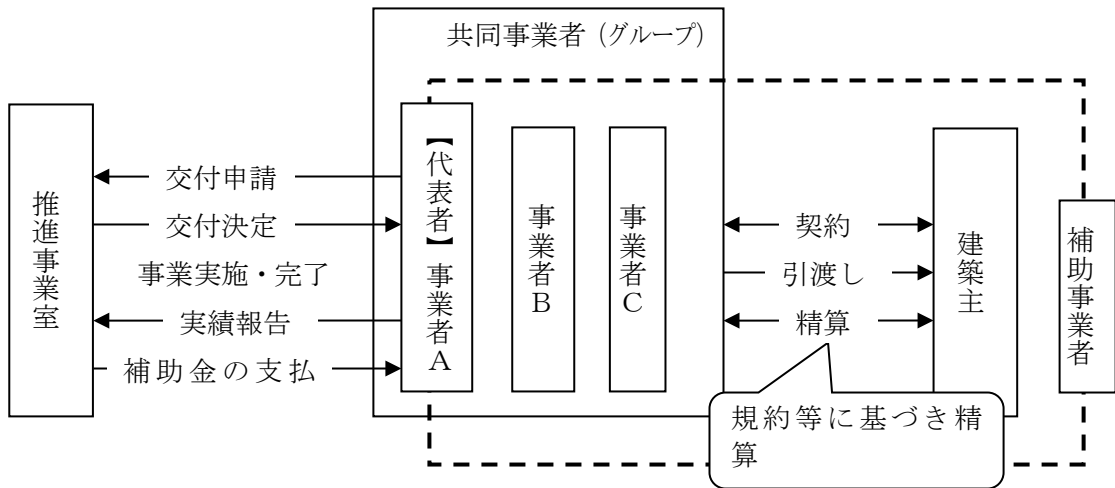 共同事業者（グループ）
推進事業室
交付申請
交付決定
事業実施・完了
実績報告
補助金の支払
【代表者】事業者A
事業者B
事業者C
契約
引渡し
精算
建築主
補助事業者
規約等に基づき精
算